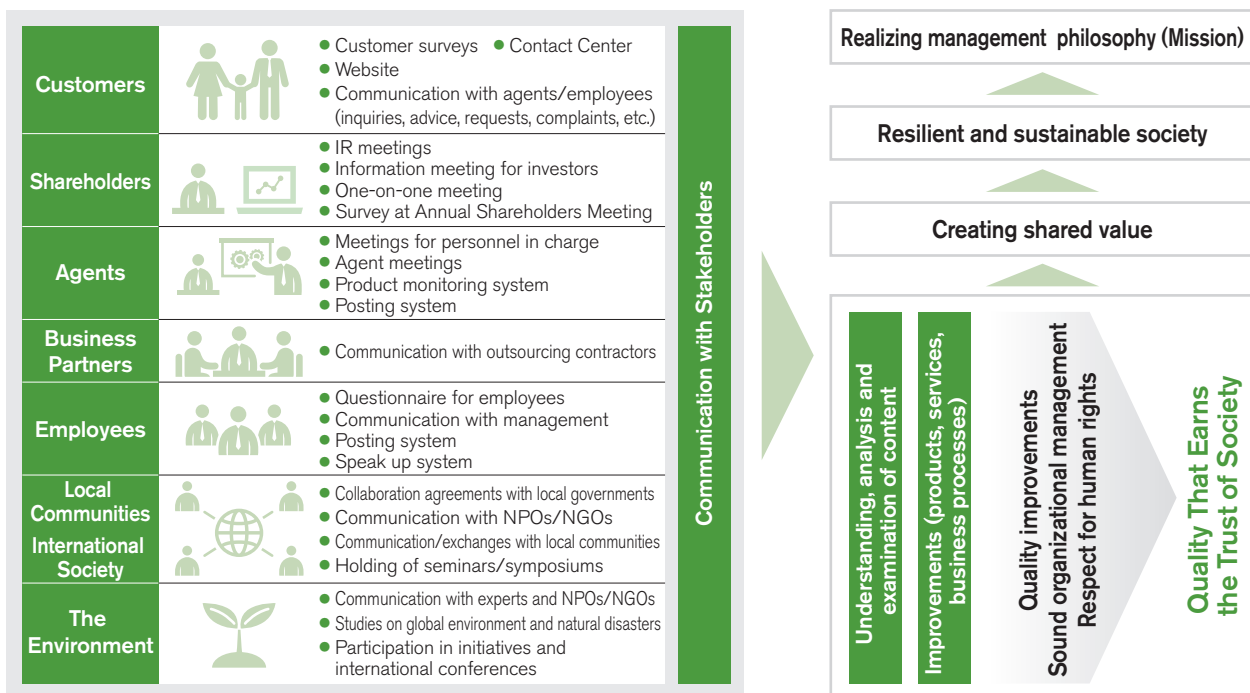 Customers
• Customer surveys • Contact Center
• Website
• Communication with agents/employees
(inquiries, advice, requests, complaints, etc.)
Shareholders
• IR meetings
• Information meeting for investors
• One-on-one meeting
• Survey at Annual Shareholders Meeting
Agents
• Meetings for personnel in charge
• Agent meetings
• Product monitoring system
• Posting system
Business
Partners
• Communication with outsourcing contractors
Employees
• Questionnaire for employees
• Communication with management
• Posting system
• Speak up system
Local
Communities
International
Society
• Collaboration agreements with local governments
• Communication with NPOs/NGOs
• Communication/exchanges with local communities
• Holding of seminars/symposiums
The
Environment
• Communication with experts and NPOs/NGOs
• Studies on global environment and natural disasters
• Participation in initiatives and
international conferences
Communication with Stakeholders
Realizing management philosophy (Mission)
Resilient and sustainable society
Creating shared value
Understanding, analysis and
examination of content
Improvements (products, services,
business processes)
Quality improvements
Sound organizational management
Respect for human rights
Quality That Earns
the Trust of Society